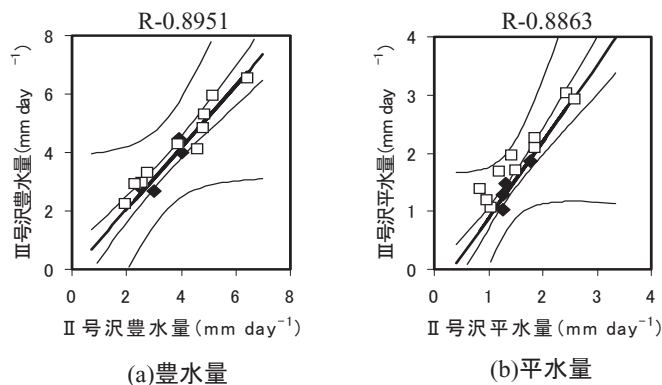 R-0.8951
8
6
4
2
0
0 2 4 6 8
Ⅲ号沢豊水量(mm day⁻¹)
Ⅱ号沢豊水量(mm day⁻¹)
(a)豊水量
R-0.8863
4
3
2
1
0
0 1 2 3 4
Ⅲ号沢平水量(mm day⁻¹)
Ⅱ号沢平水量(mm day⁻¹)
(b)平水量